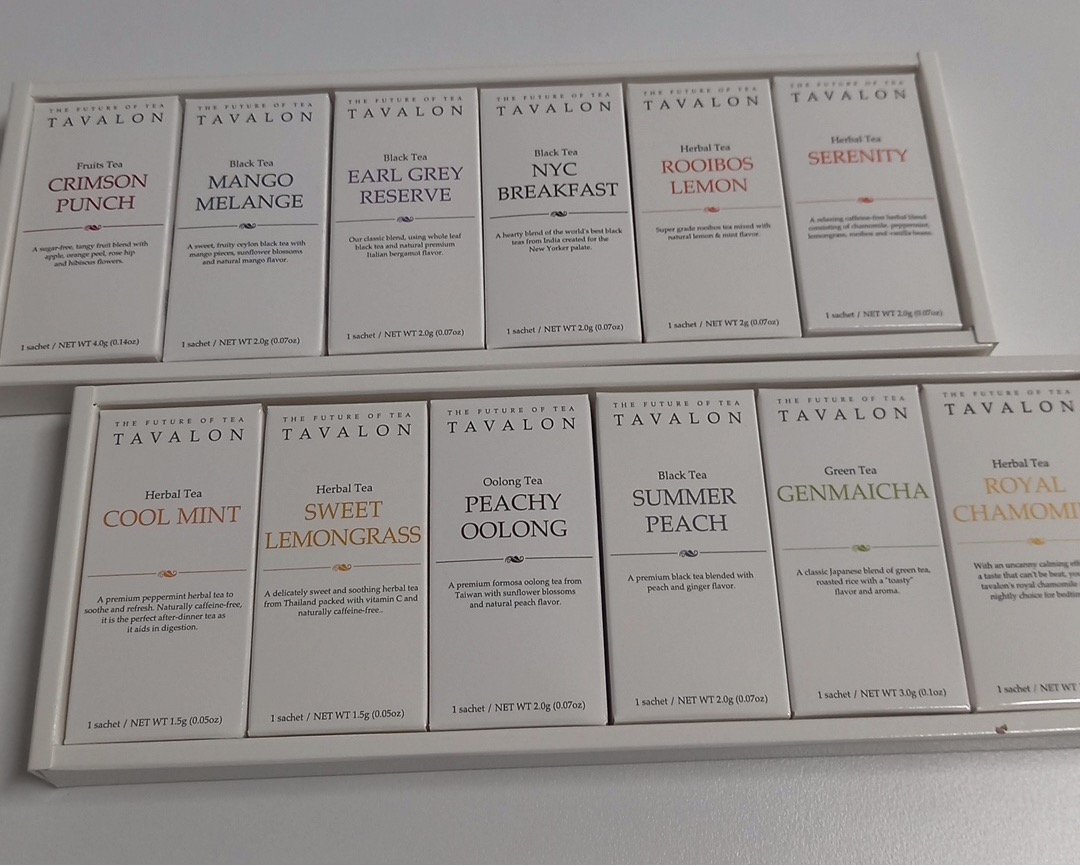 THE FUTURE OF TEA
TAVALON
Fruits Tea
CRIMSON
PUNCH
A sugar-free, tangy fruit blend with
apple, orange peel, rose hip
and hibiscus flowers.
1 sachet / NET WT 4.0g (0.14oz)
THE FUTURE OF TEA
TAVALON
Black Tea
MANGO
MELANGE
A sweet, fruity ceylon black tea with
mango pieces, sunflower blossoms
and natural mango flavor.
1 sachet / NET WT 2.0g (0.07oz)
THE FUTURE OF TEA
TAVALON
Black Tea
EARL GREY
RESERVE
Our classic blend, using whole leaf
black tea and natural premium
Italian bergamot flavor.
1 sachet / NET WT 2.0g (0.07oz)
THE FUTURE OF TEA
TAVALON
Black Tea
NYC
BREAKFAST
A hearty blend of the world's best black
teas from India created for the
New Yorker palate.
1 sachet / NET WT 2.0g (0.07oz)
THE FUTURE OF TEA
TAVALON
Herbal Tea
ROOIBOS
LEMON
Super grade rooibos tea mixed with
natural lemon & mint flavor.
1 sachet / NET WT 2g (0.07oz)
THE FUTURE OF TEA
TAVALON
Herbal Tea
SERENITY
A relaxing caffeine-free herbal blend
consisting of chamomile, peppermint,
lemongrass, rooibos and vanilla
1 sachet / NET WT 2.0g (0.07oz)
THE FUTURE OF TEA
TAVALON
Herbal Tea
COOL MINT
A premium peppermint herbal tea to
soothe and refresh. Naturally caffeine-free,
it is the perfect after-dinner tea as
it aids in digestion.
1 sachet / NET WT 1.5g (0.05oz)
THE FUTURE OF TEA
TAVALON
Herbal Tea
SWEET
LEMONGRASS
A delicately sweet and soothing herbal tea
from Thailand packed with vitamin C and
naturally caffeine-free..
1 sachet / NET WT 1.5g (0.05oz)
THE FUTURE OF TEA
TAVALON
Oolong Tea
PEACHY
OOLONG
A premium formosa oolong tea from
Taiwan with sunflower blossoms
and natural peach flavor.
1 sachet / NET WT 2.0g (0.07oz)
THE FUTURE OF TEA
TAVALON
Black Tea
SUMMER
PEACH
A premium black tea blended with
peach and ginger flavor.
1 sachet / NET WT 2.0g (0.07oz)
THE FUTURE OF TEA
TAVALON
Green Tea
GENMAICHA
A classic Japanese blend of green tea,
roasted rice with a "toasty"
flavor and aroma.
1 sachet / NET WT 3.0g (0.1oz)
THE FUTURE OF TEA
TAVALON
Herbal Tea
ROYAL
CHAMOMI
With an uncanny calming
a taste that can't be beat,
tavalon's royal chamomile
nightly choice for
1 sachet / NET WT